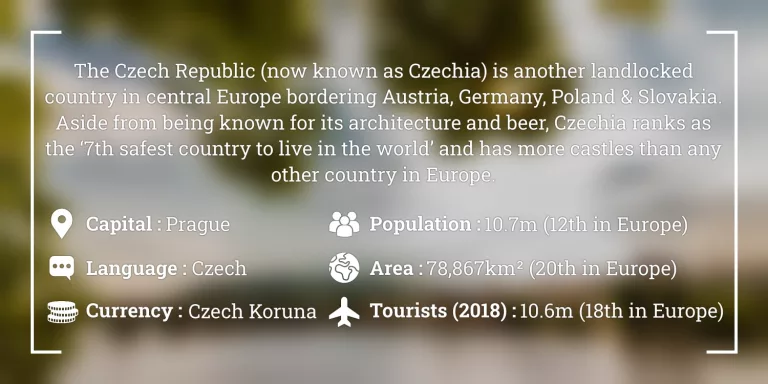 The Czech Republic (now known as Czechia) is another landlocked
country in central Europe bordering Austria, Germany, Poland & Slovakia.
Aside from being known for its architecture and beer, Czechia ranks as
the ‘7th safest country to live in the world’ and has more castles than any
other country in Europe.
Capital : Prague
Population : 10.7m (12th in Europe)
Language : Czech
Area : 78,867km² (20th in Europe)
Currency : Czech Koruna
Tourists (2018) : 10.6m (18th in Europe)